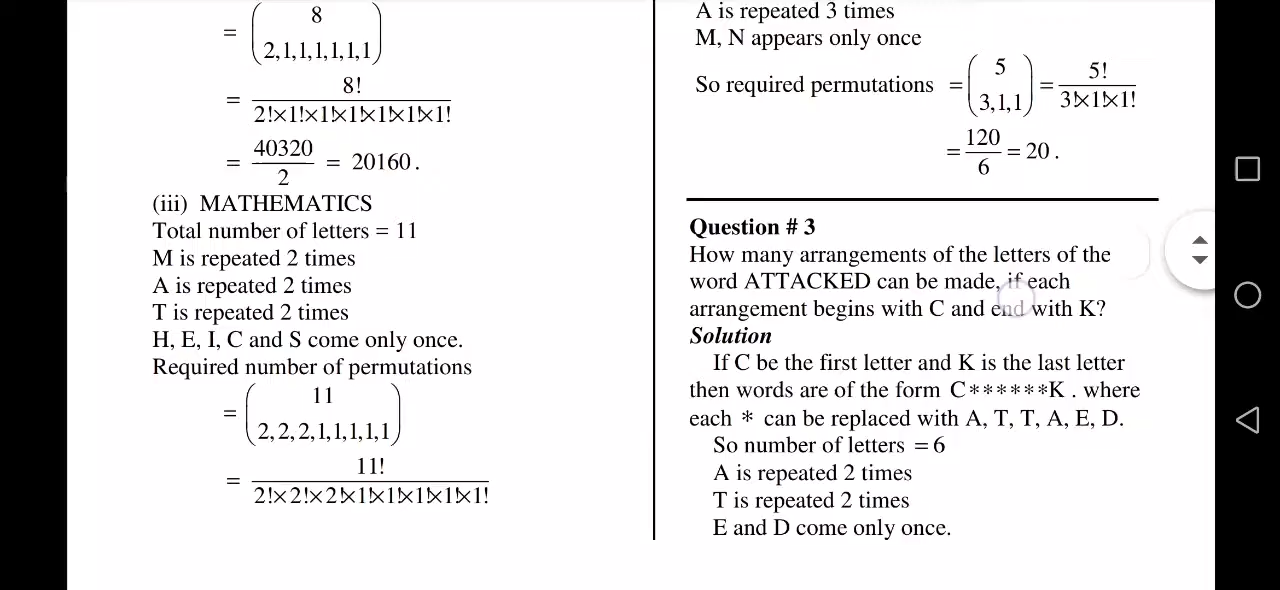 = ( 8
2,1,1,1,1,1,1 )
= 8!
2!×1!×1!×1!×1!×1!×1!
= 40320 / 2 = 20160 .
(iii) MATHEMATICS
Total number of letters = 11
M is repeated 2 times
A is repeated 2 times
T is repeated 2 times
H, E, I, C and S come only once.
Required number of permutations
= ( 11
2,2,2,1,1,1,1,1 )
= 11!
2!×2!×2!×1!×1!×1!×1!×1!
A is repeated 3 times
M, N appears only once
So required permutations = ( 5
3,1,1 ) = 5! / 3!×1!×1!
= 120 / 6 = 20 .
Question # 3
How many arrangements of the letters of the
word ATTACKED can be made, if each
arrangement begins with C and end with K?
Solution
If C be the first letter and K is the last letter
then words are of the form C******K . where
each * can be replaced with A, T, T, A, E, D.
So number of letters = 6
A is repeated 2 times
T is repeated 2 times
E and D come only once.